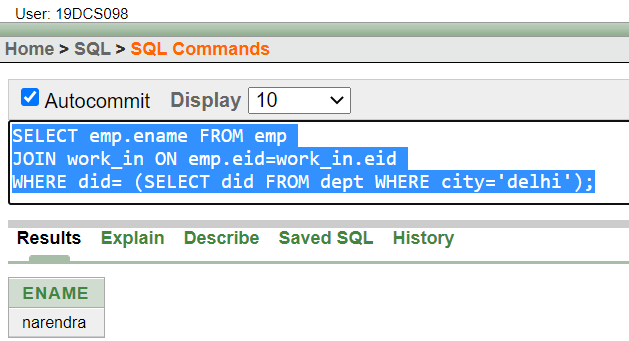 User: 19DCS098
Home > SQL > SQL Commands
Autocommit Display 10
SELECT emp.ename FROM emp
JOIN work_in ON emp.eid=work_in.eid
WHERE did= (SELECT did FROM dept WHERE city='delhi');
Results Explain Describe Saved SQL History
ENAME
narendra